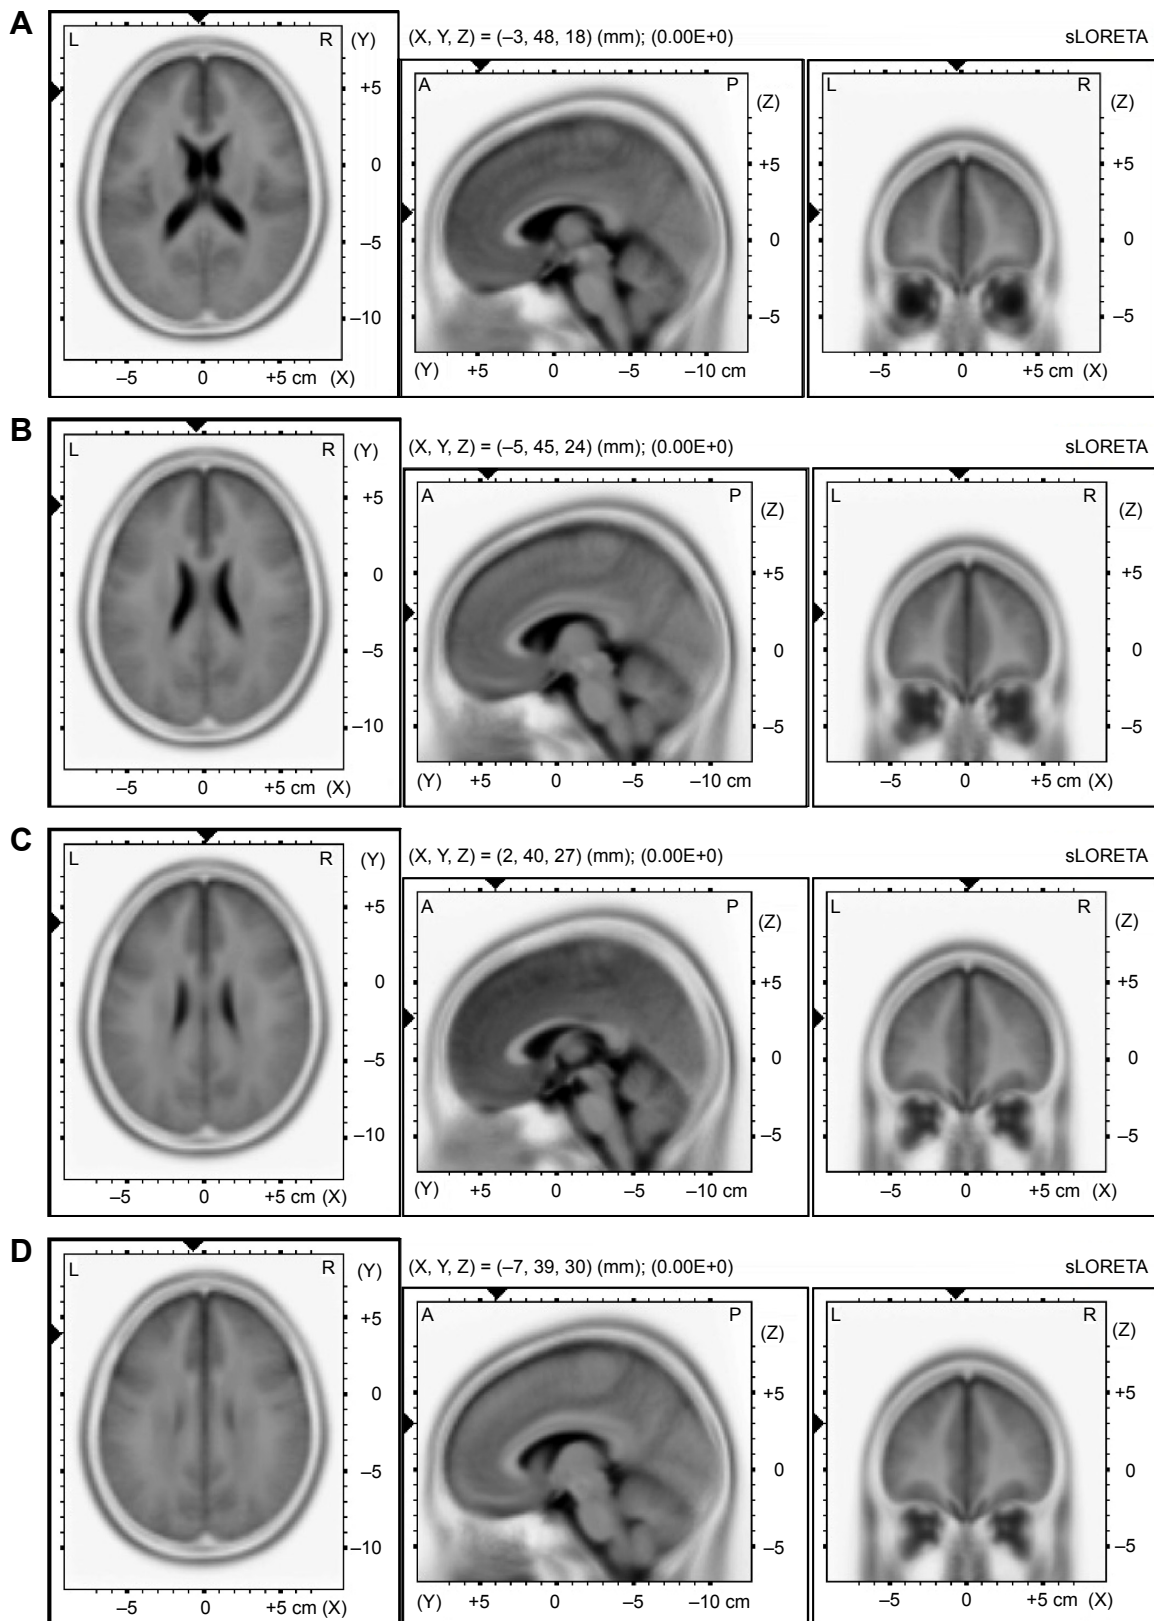 A
(X, Y, Z) = (–3, 48, 18) (mm); (0.00E+0) sLORETA
L R (Y)
+5
0
–5
–10
–5 0 +5 cm (X)
A P (Z)
+5
0
–5
(Y) +5 0 –5 –10 cm
L R (Z)
+5
0
–5
–5 0 +5 cm (X)
B
(X, Y, Z) = (–5, 45, 24) (mm); (0.00E+0) sLORETA
L R (Y)
+5
0
–5
–10
–5 0 +5 cm (X)
A P (Z)
+5
0
–5
(Y) +5 0 –5 –10 cm
L R (Z)
+5
0
–5
–5 0 +5 cm (X)
C
(X, Y, Z) = (2, 40, 27) (mm); (0.00E+0) sLORETA
L R (Y)
+5
0
–5
–10
–5 0 +5 cm (X)
A P (Z)
+5
0
–5
(Y) +5 0 –5 –10 cm
L R (Z)
+5
0
–5
–5 0 +5 cm (X)
D
(X, Y, Z) = (–7, 39, 30) (mm); (0.00E+0) sLORETA
L R (Y)
+5
0
–5
–10
–5 0 +5 cm (X)
A P (Z)
+5
0
–5
(Y) +5 0 –5 –10 cm
L R (Z)
+5
0
–5
–5 0 +5 cm (X)